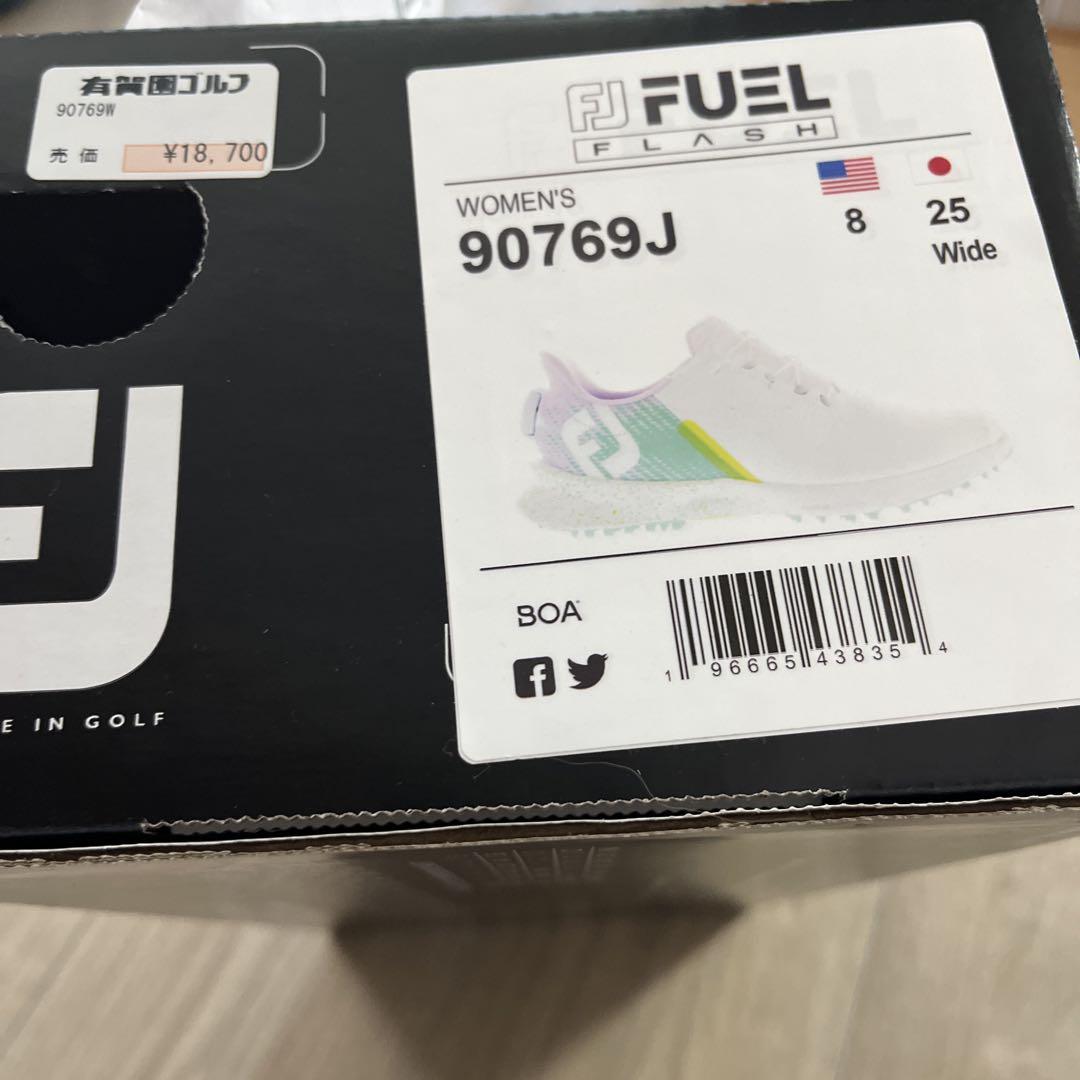 有賀園ゴルフ
90769W
売価 ¥18,700
FJ FUEL
FLASH
WOMEN'S
90769J
8
25
Wide
FJ
FJ
E IN GOLF
BOA
1 96665 43835 4